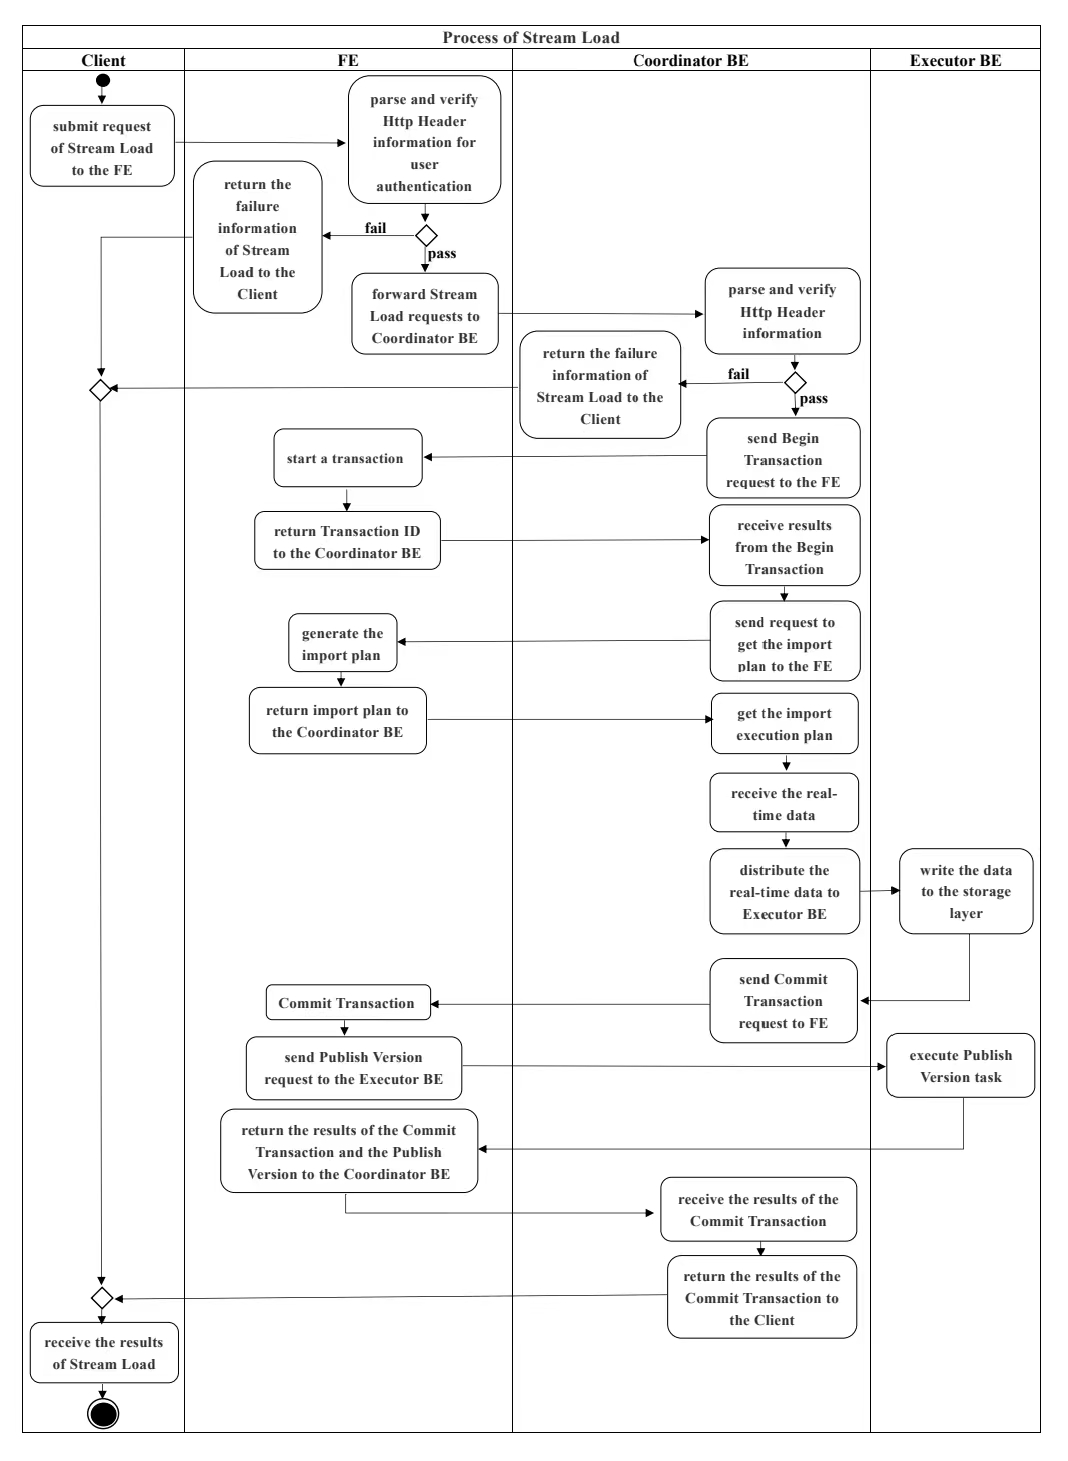 Process of Stream Load
Client
FE
Coordinator BE
Executor BE
submit request
of Stream Load
to the FE
parse and verify
Http Header
information for
user
authentication
return the
failure
information
of Stream
Load to the
Client
fail
pass
forward Stream
Load requests to
Coordinator BE
parse and verify
Http Header
information
return the failure
information of
Stream Load to the
Client
fail
pass
send Begin
Transaction
request to the FE
start a transaction
return Transaction ID
to the Coordinator BE
receive results
from the Begin
Transaction
send request to
get the import
plan to the FE
generate the
import plan
return import plan to
the Coordinator BE
get the import
execution plan
receive the real-
time data
distribute the
real-time data to
Executor BE
write the data
to the storage
layer
send Commit
Transaction
request to FE
Commit Transaction
send Publish Version
request to the Executor BE
execute Publish
Version task
return the results of the Commit
Transaction and the Publish
Version to the Coordinator BE
receive the results of the
Commit Transaction
return the results of the
Commit Transaction to
the Client
receive the results
of Stream Load